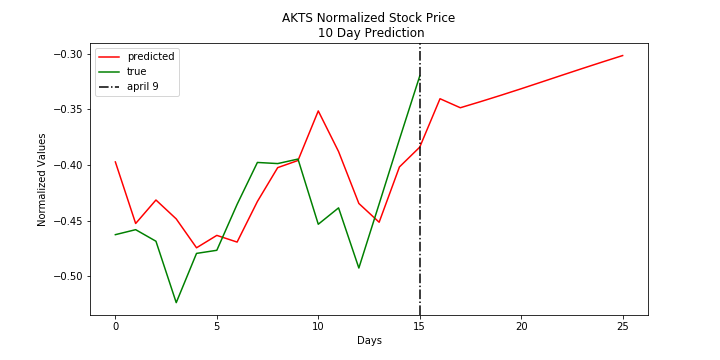 AKTS Normalized Stock Price
10 Day Prediction
predicted
true
april 9
Normalized Values
−0.30
−0.35
−0.40
−0.45
−0.50
0
5
10
15
20
25
Days